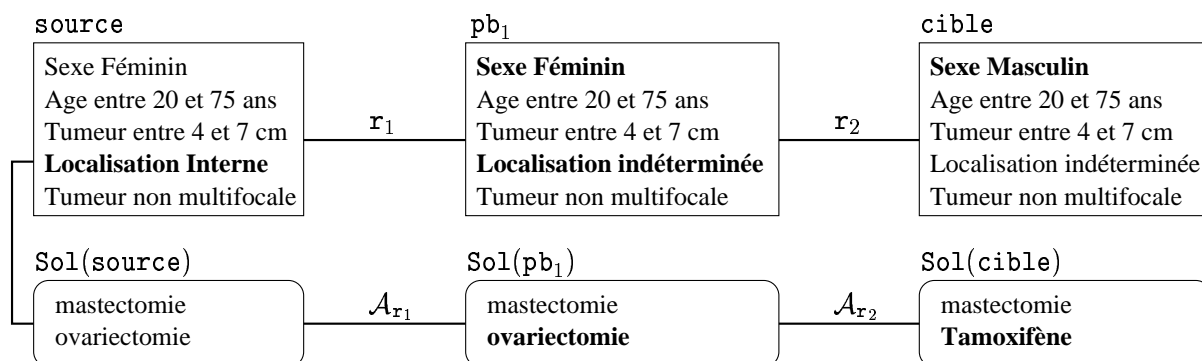 source
Sexe Féminin
Age entre 20 et 75 ans
Tumeur entre 4 et 7 cm
Localisation Interne
Tumeur non multifocale
r₁
pb₁
Sexe Féminin
Age entre 20 et 75 ans
Tumeur entre 4 et 7 cm
Localisation indéterminée
Tumeur non multifocale
r₂
cible
Sexe Masculin
Age entre 20 et 75 ans
Tumeur entre 4 et 7 cm
Localisation indéterminée
Tumeur non multifocale
Sol(source)
mastectomie
ovariectomie
𝒜r₁
Sol(pb₁)
mastectomie
ovariectomie
𝒜r₂
Sol(cible)
mastectomie
Tamoxifène